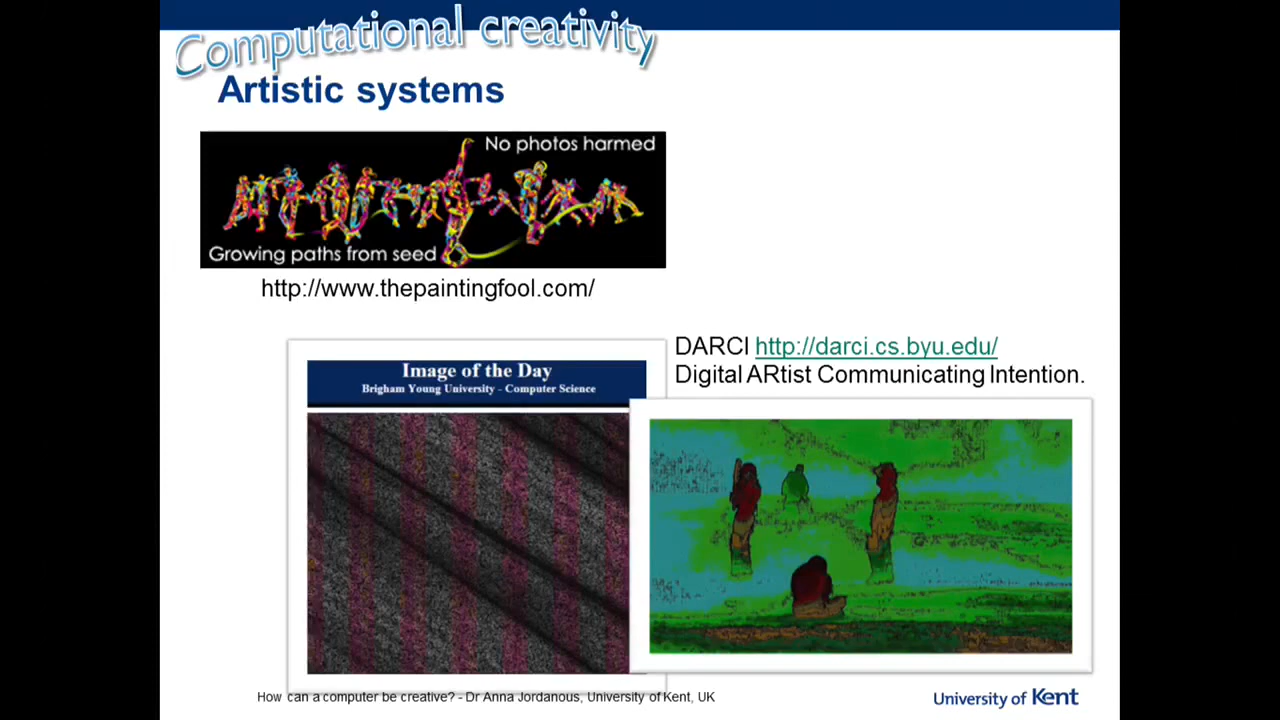 Computational creativity
Artistic systems
No photos harmed
Growing paths from seed
http://www.thepaintingfool.com/
DARCI http://darci.cs.byu.edu/
Digital ARtist Communicating Intention.
Image of the Day
Brigham Young University - Computer Science
How can a computer be creative? - Dr Anna Jordanous, University of Kent, UK
University of Kent